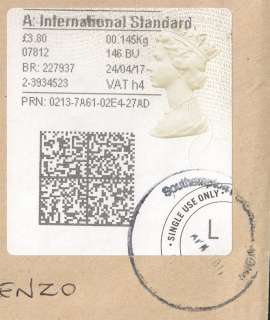 A: International Standard
£3.80 00.145Kg
07812 146 BU
BR: 227937 24/04/17
2-3934523 VAT h4
PRN: 0213-7A61-02E4-27AD
SINGLE USE ONLY
L
ENZO